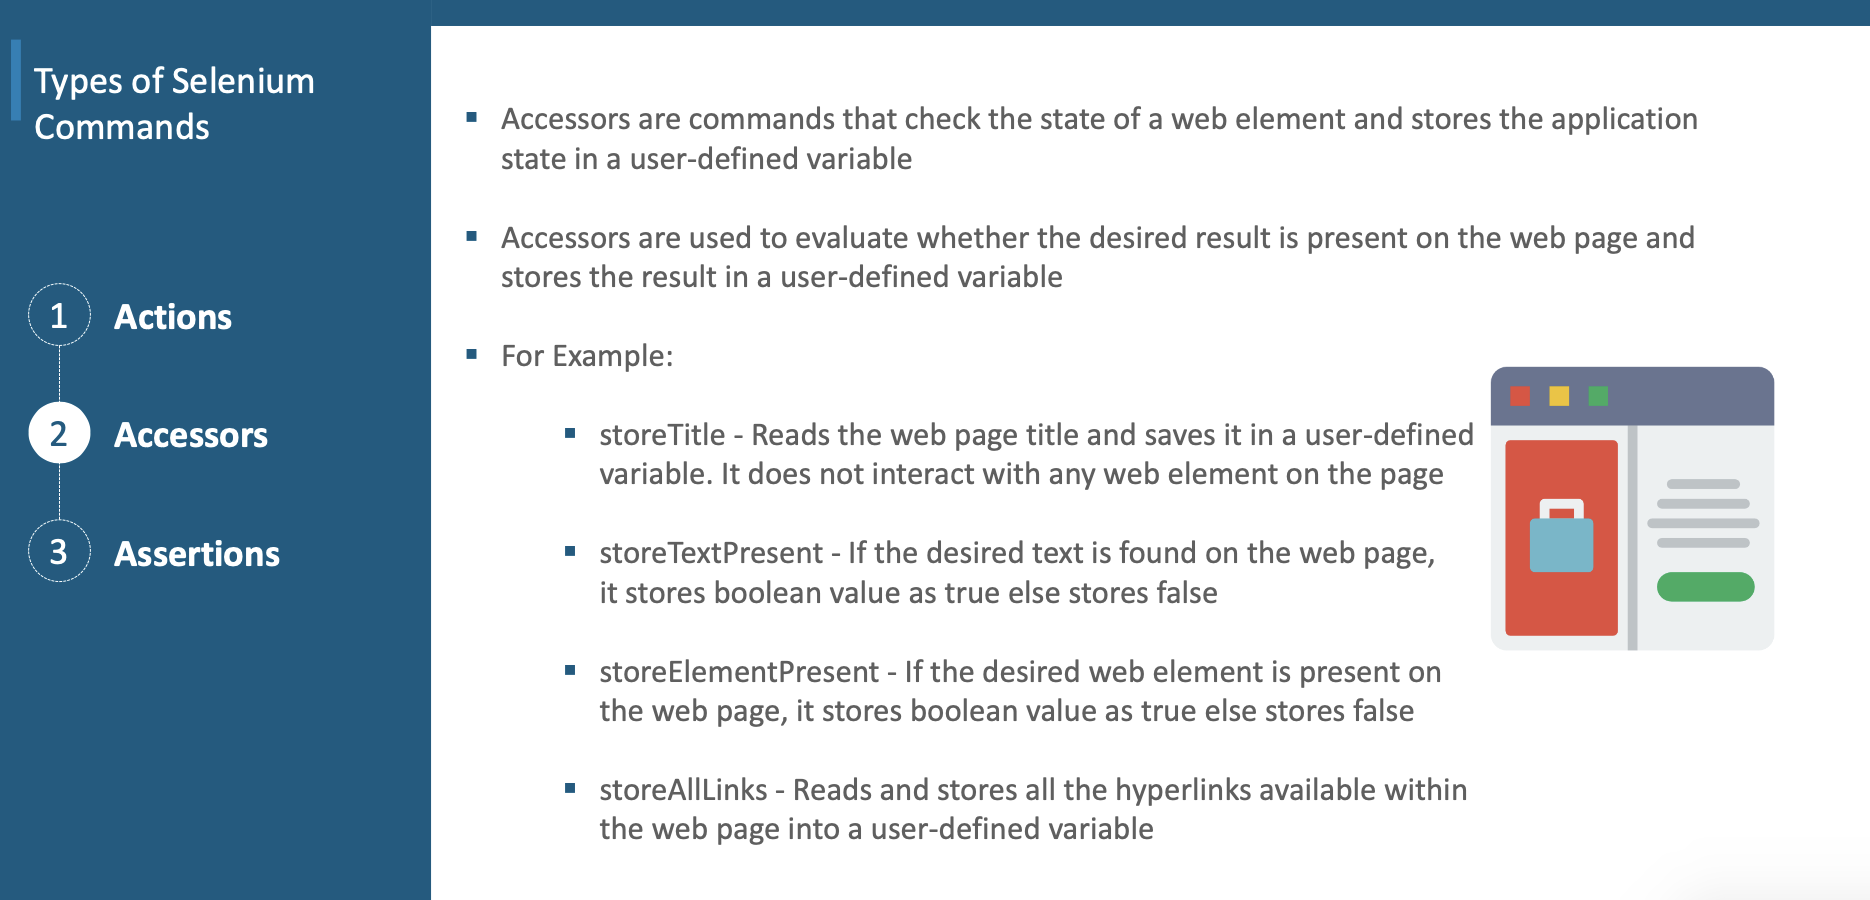 Types of Selenium
Commands
1 Actions
2 Accessors
3 Assertions
Accessors are commands that check the state of a web element and stores the application
state in a user-defined variable
Accessors are used to evaluate whether the desired result is present on the web page and
stores the result in a user-defined variable
For Example:
storeTitle - Reads the web page title and saves it in a user-defined
variable. It does not interact with any web element on the page
storeTextPresent - If the desired text is found on the web page,
it stores boolean value as true else stores false
storeElementPresent - If the desired web element is present on
the web page, it stores boolean value as true else stores false
storeAllLinks - Reads and stores all the hyperlinks available within
the web page into a user-defined variable